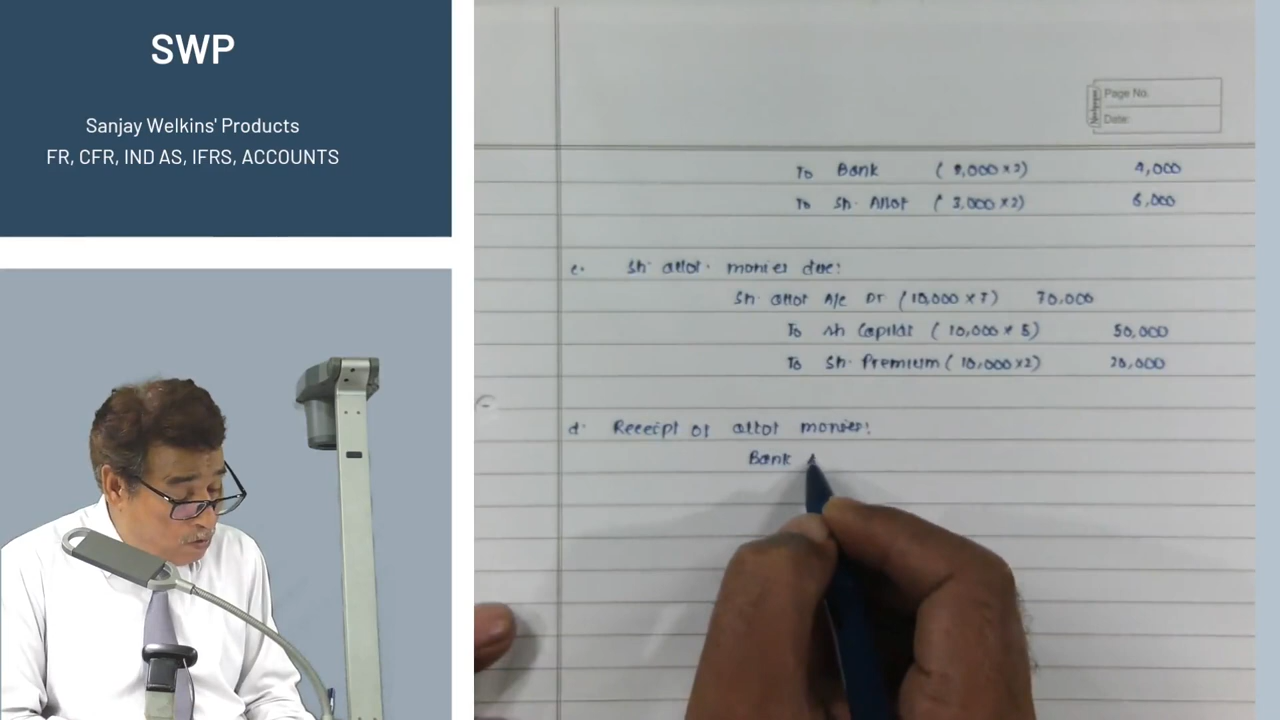 SWP
Sanjay Welkins' Products
FR, CFR, IND AS, IFRS, ACCOUNTS
Page No.
Date:
To Bank (2,000 x 2) 4,000
To Sh. Allot (3,000 x 2) 6,000
c. Sh. allot. monies due:
Sh. allot A/c Dr (10,000 x 7) 70,000
To Sh Capital (10,000 x 5) 50,000
To Sh. Premium (10,000 x 2) 20,000
d. Receipt of allot monies:
Bank